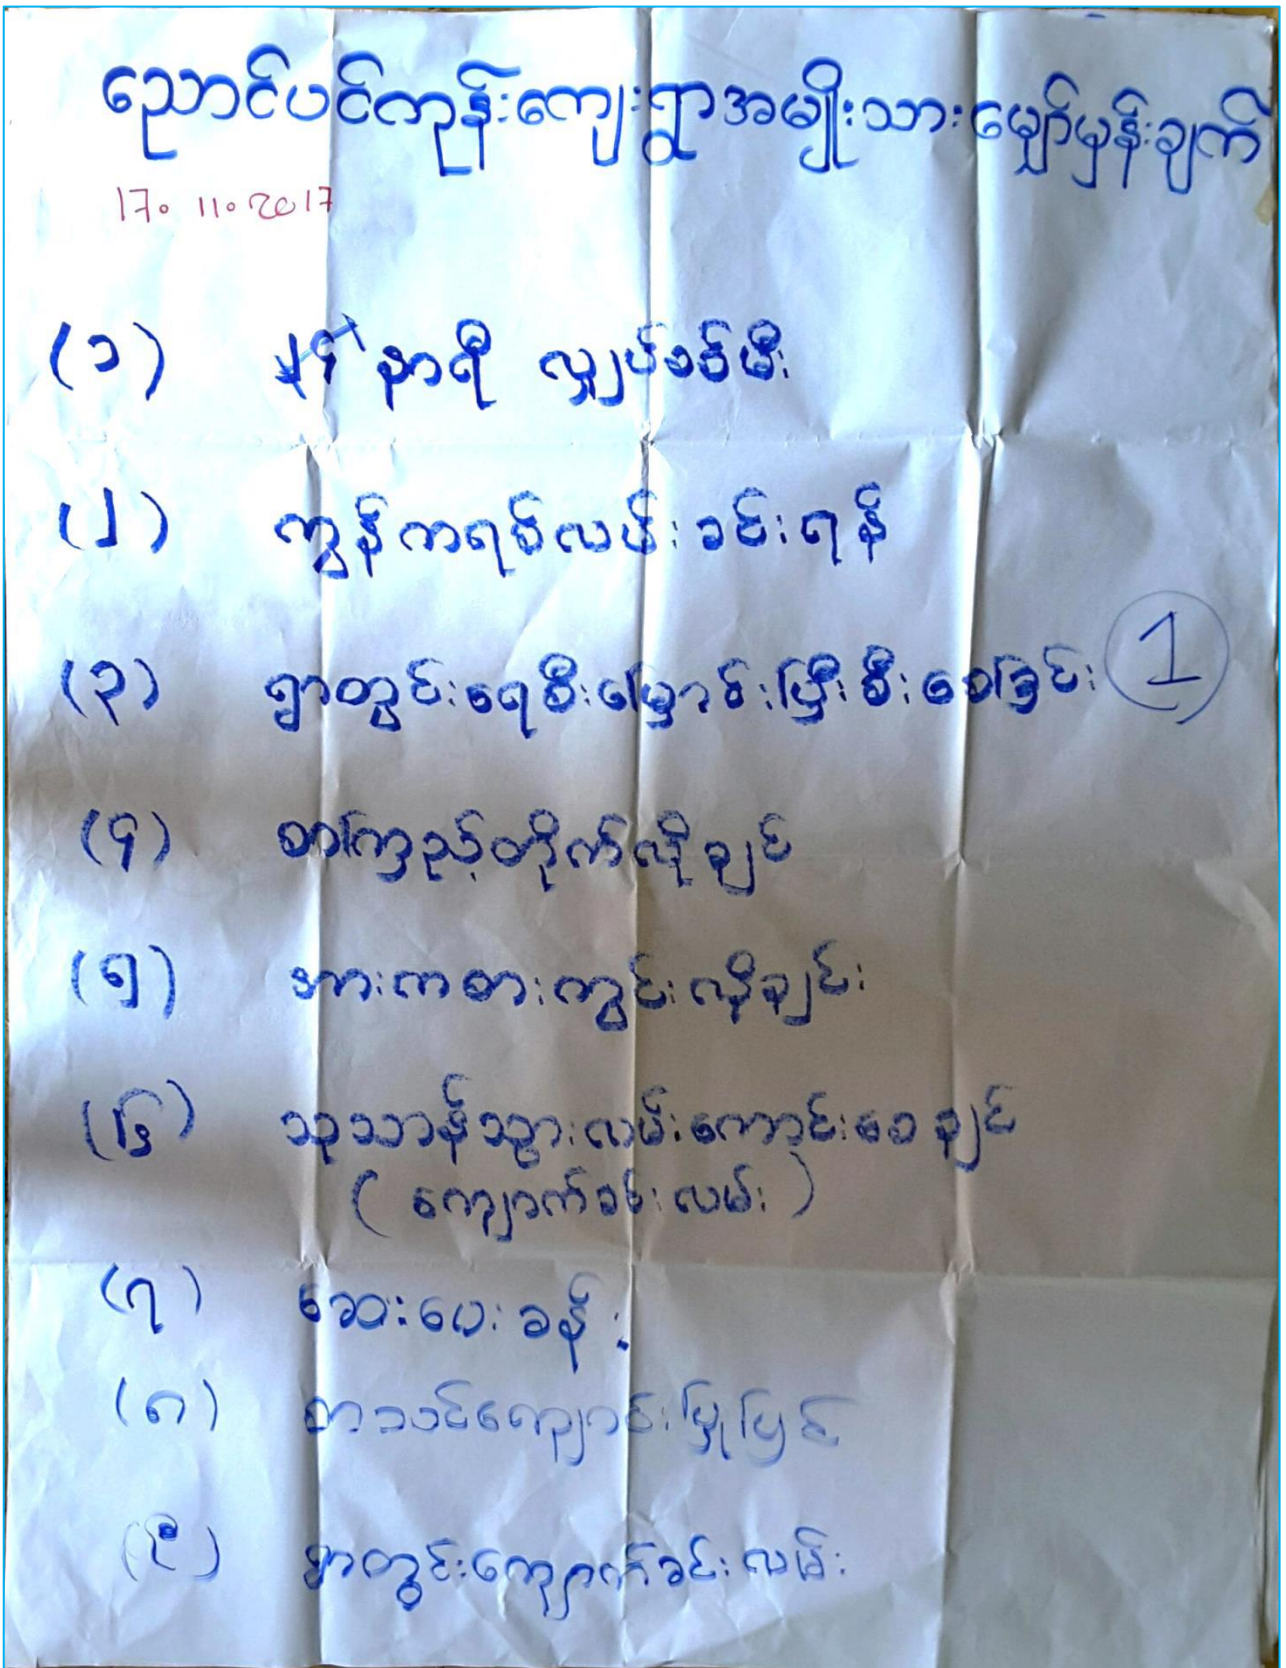 ညောင်ပင်ကုန်းကျေးရွာအမျိုးသားမျှော်မှန်းချက်
17.11.2017
(၁) ၂၄ နာရီ လျှပ်စစ်မီး
(၂) ကွန်ကရစ်လမ်းခင်းရန်
(၃) ရွာတွင်းရေစီးမြောင်းပြီးစီးစေခြင်း 1
(၄) စာကြည့်တိုက်လိုချင်
(၅) အားကစားကွင်းလိုချင်း
(၆) သုသာန်သွားလမ်းကောင်းစေချင်
(ကျောက်ခင်းလမ်း)
(၇) ဆေးပေးခန်း
(၈) စာသင်ကျောင်းပြုပြင်
(၉) ရွာတွင်းကျောက်ခင်းလမ်း